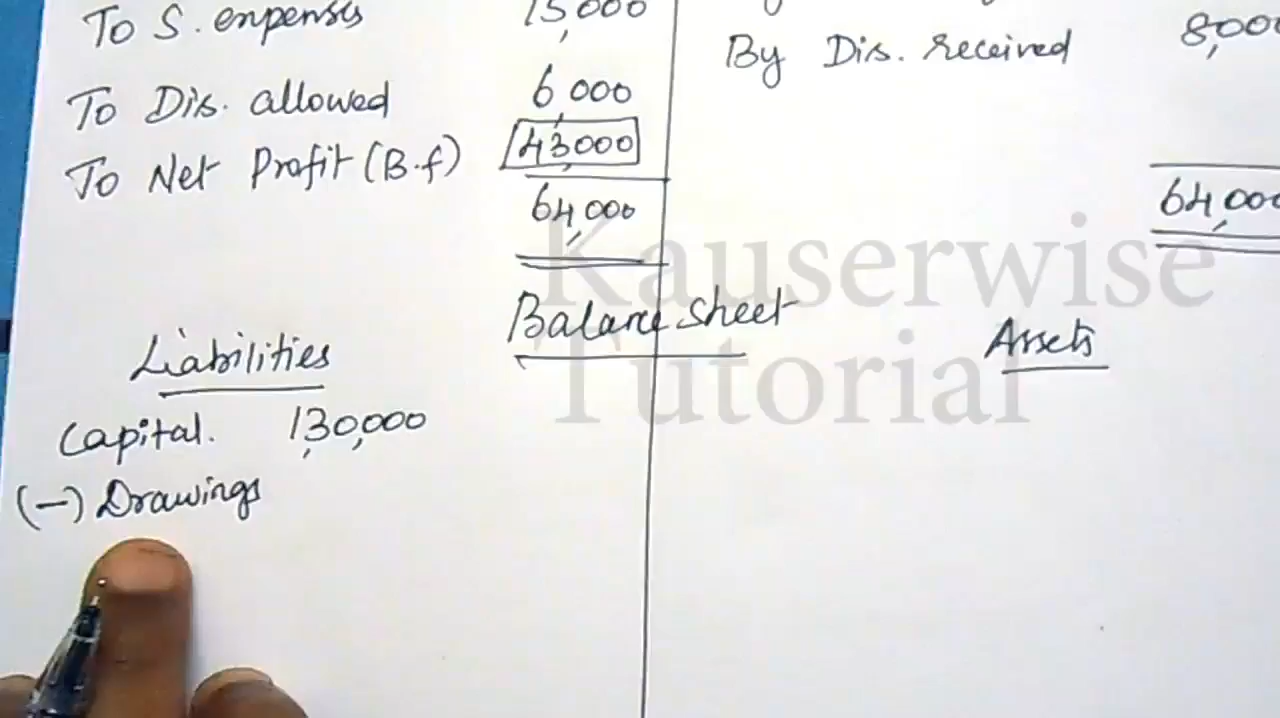 To S. expenses 15,000
By Dis. received 8,000
To Dis. allowed 6,000
To Net Profit (B.f) 43,000
64,000 64,000
Kauserwise
Tutorial
Balance sheet
Liabilities Assets
Capital. 130,000
(-) Drawings